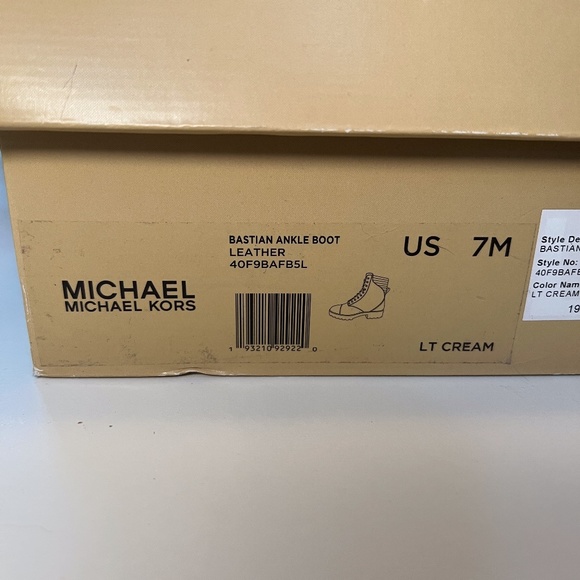 BASTIAN ANKLE BOOT
LEATHER
40F9BAFB5L
US 7M
MICHAEL
MICHAEL KORS
1 93210 92922 0
LT CREAM
Style De
BASTIAN
Style No:
40F9BAFB
Color Nam
LT CREAM
19